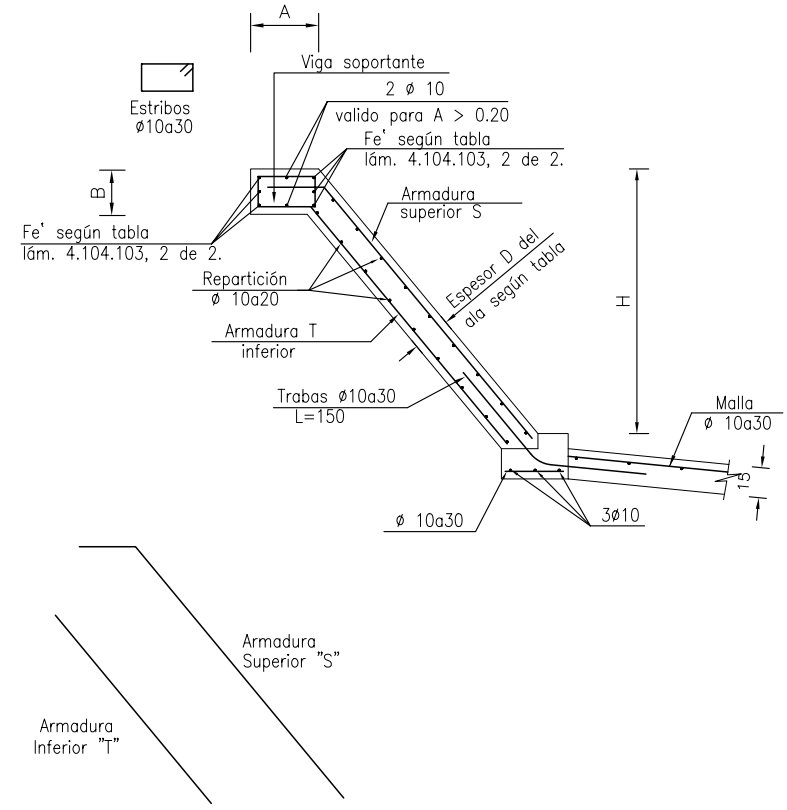 A
Viga soportante
2 ø 10
valido para A > 0.20
Estribos
ø10a30
Fe' según tabla
lám. 4.104.103, 2 de 2.
B
Armadura
superior S
Fe' según tabla
lám. 4.104.103, 2 de 2.
Espesor D del
ala según tabla
H
Repartición
ø 10a20
Armadura T
inferior
Trabas ø10a30
L=150
Malla
ø 10a30
15
ø 10a30
3ø10
Armadura
Superior "S"
Armadura
Inferior "T"